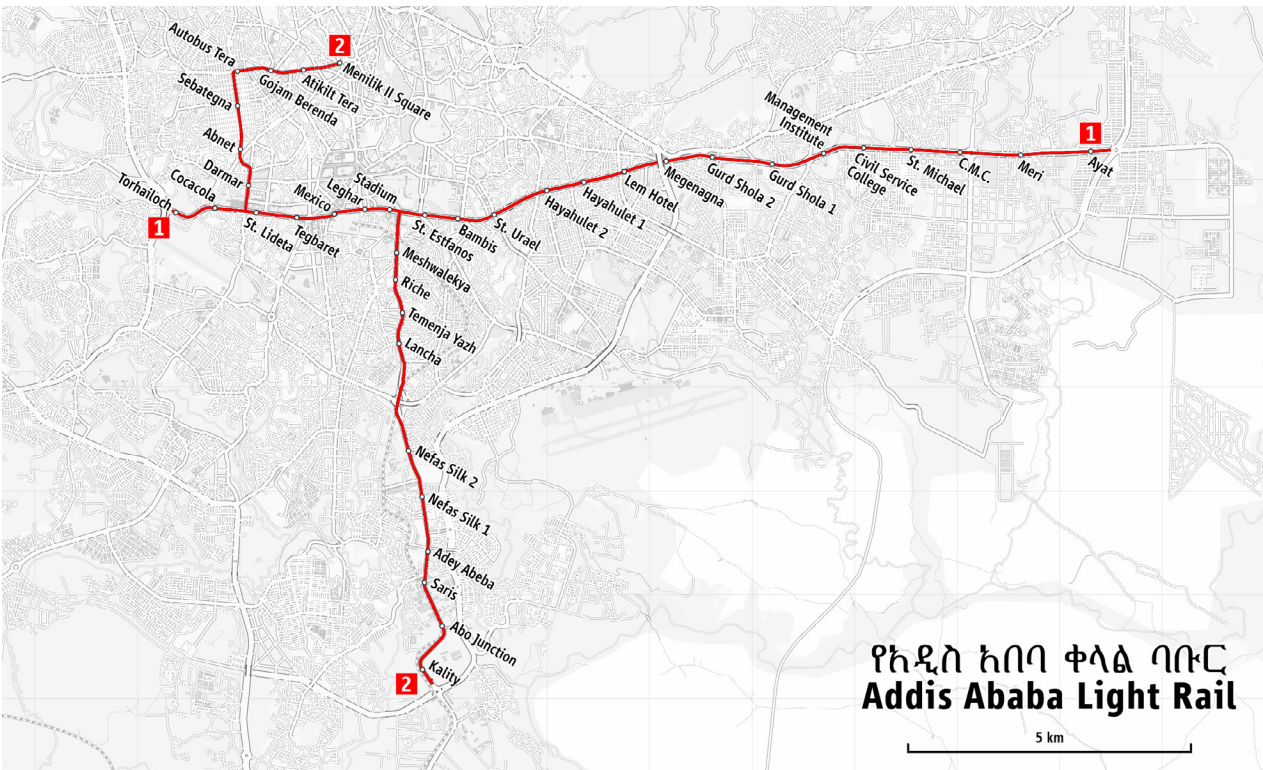 2
Autobus Tera
Gojam Berenda
Atikilt Tera
Menilik II Square
Sebategna
Abnet
Darmar
Torhailoch
Cocacola
1
St. Lideta
Tegbaret
Mexico
Leghar
Stadium
St. Estfanos
Bambis
St. Urael
Hayahulet 2
Hayahulet 1
Lem Hotel
Megenagna
Gurd Shola 2
Gurd Shola 1
Management
Institute
Civil Service
College
St. Michael
C.M.C.
Meri
1
Ayat
Meshwalekya
Riche
Temenja Yazh
Lancha
Nefas Silk 2
Nefas Silk 1
Adey Abeba
Saris
Abo Junction
Kality
2
የአዲስ አበባ ቀላል ባቡር
Addis Ababa Light Rail
5 km